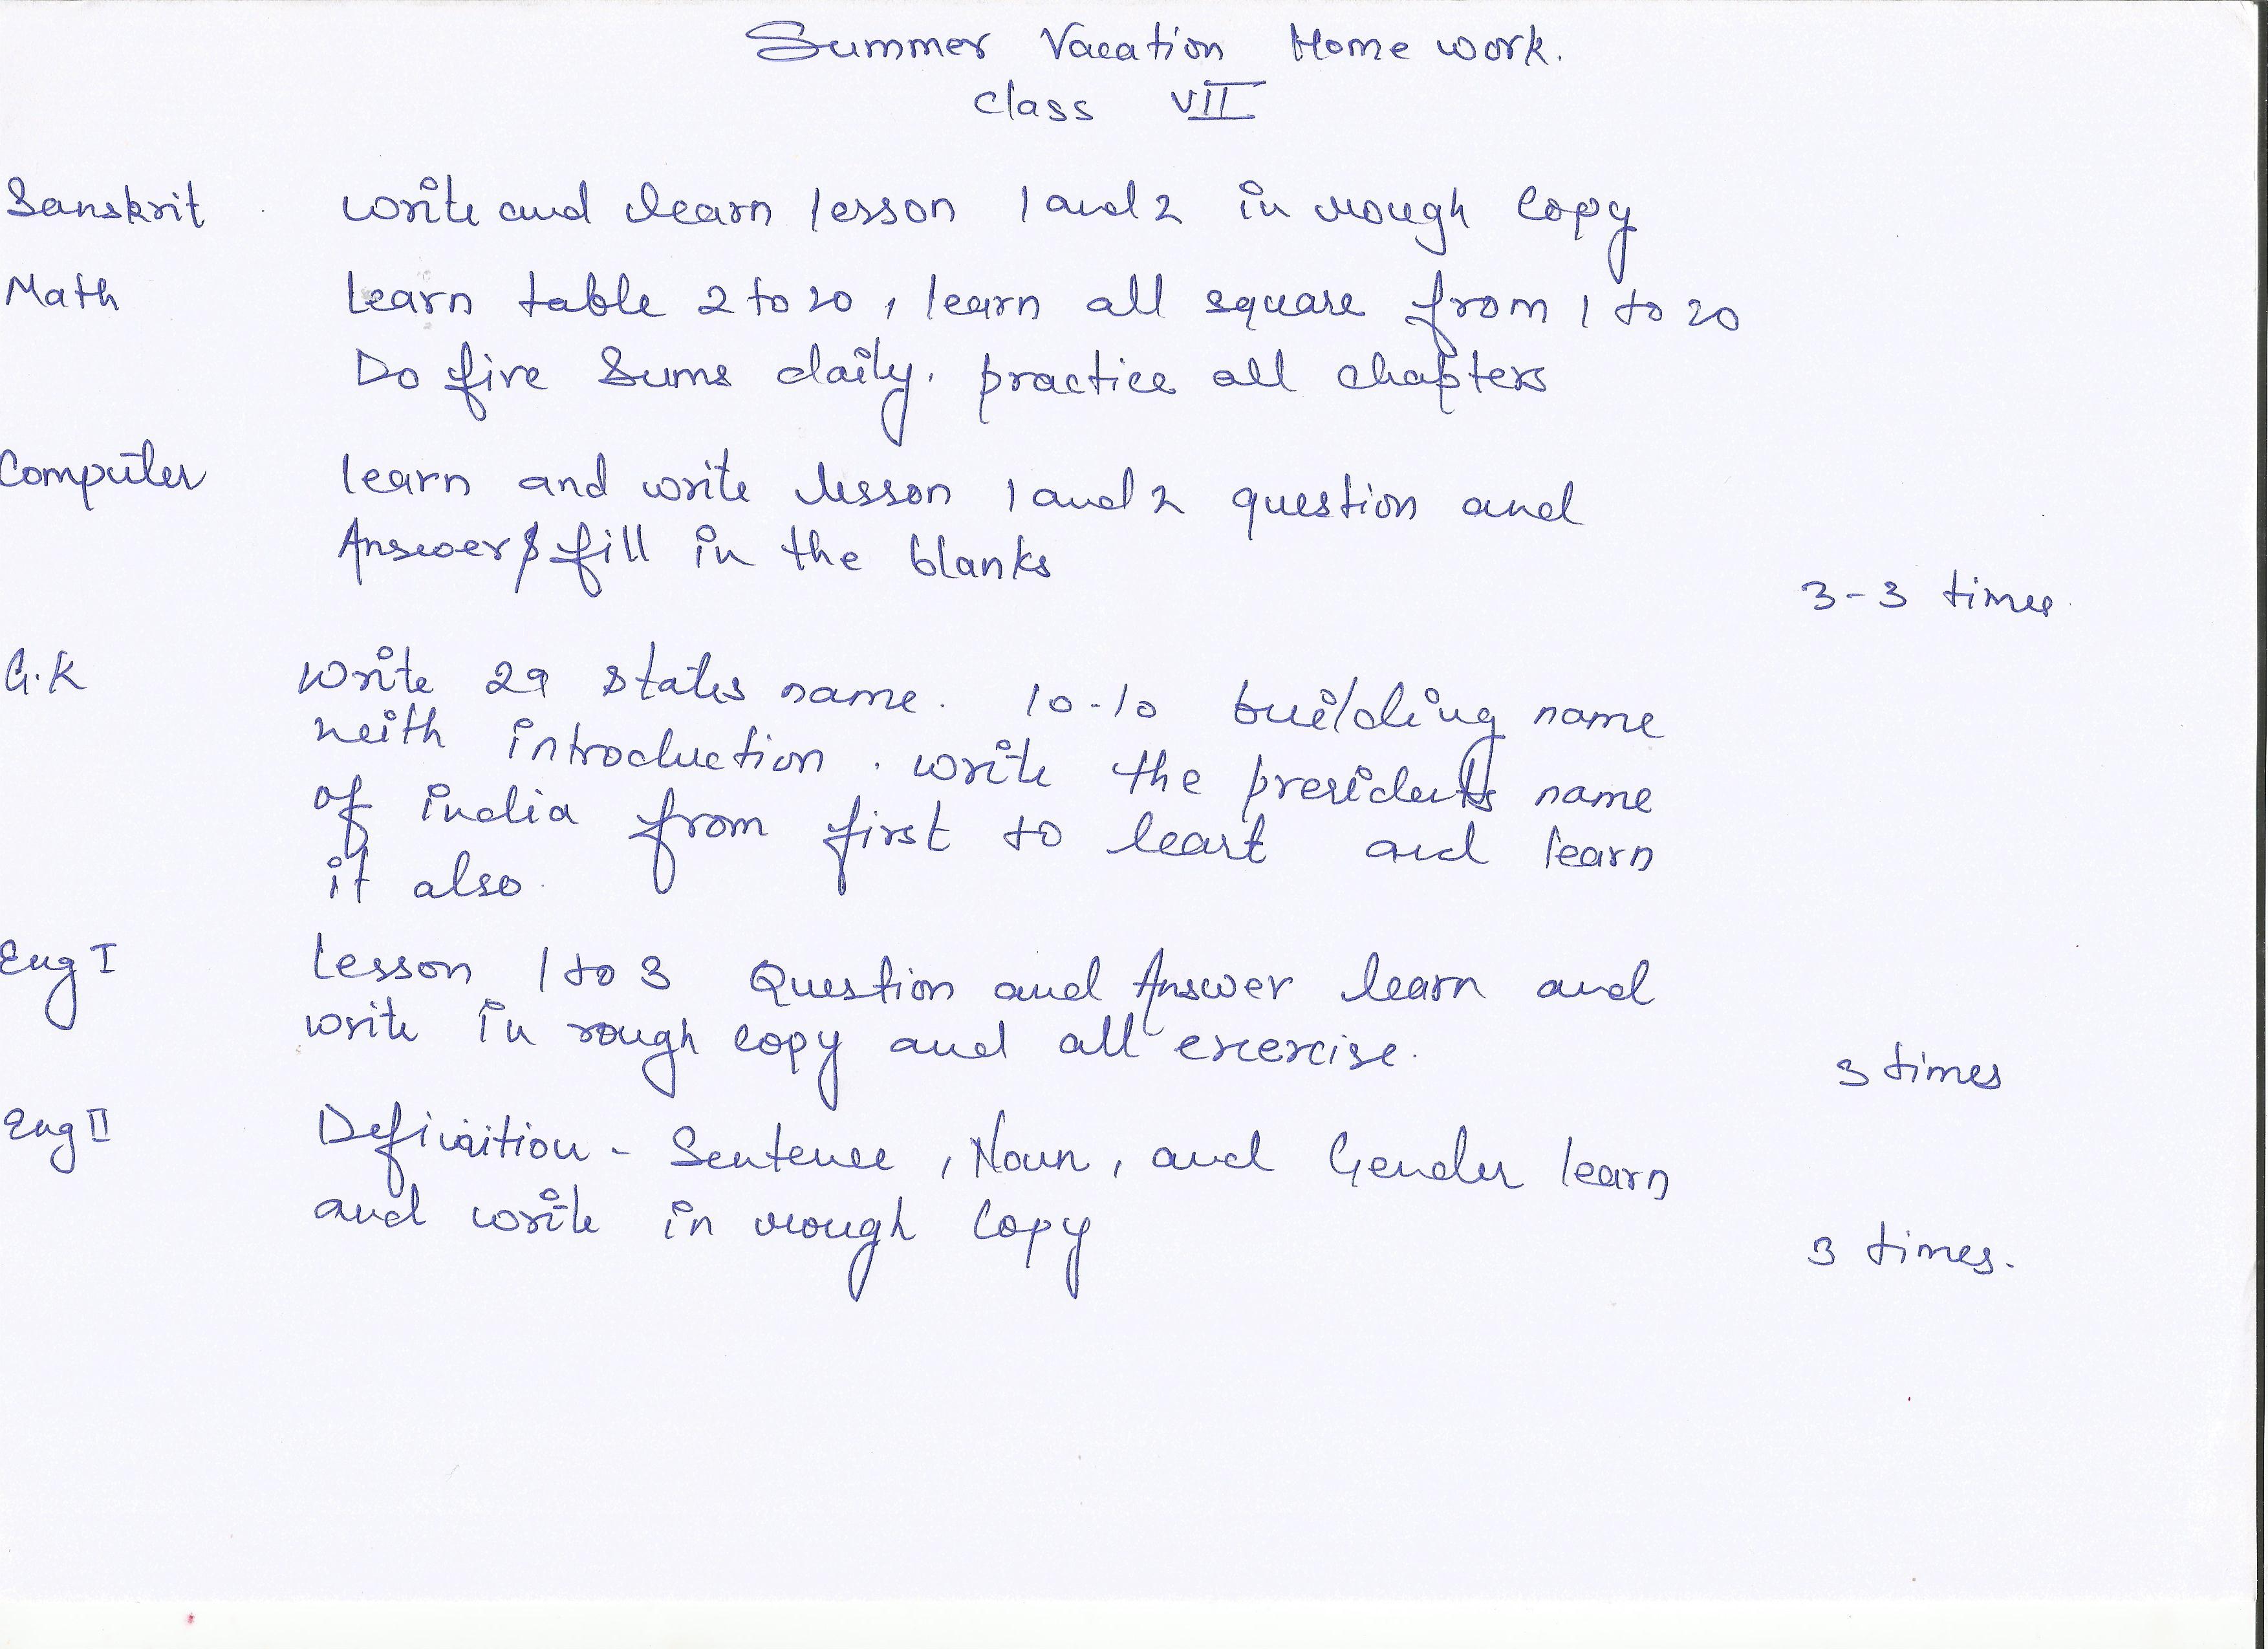 Summer Vacation Home work.
Class VII
Sanskrit write and learn lesson 1 and 2 in rough copy
Math learn table 2 to 20, learn all square from 1 to 20
Do five Sums daily. practice all chapters
Computer learn and write lesson 1 and 2 question and
Answer & fill in the blanks
3-3 times
G.K Write 29 states name. 10-10 building name
with introduction. write the presidents name
of india from first to last and learn
it also.
Eng I Lesson 1 to 3 Question and Answer learn and
write in rough copy and all excercise.
3 times
Eng II Definition - Sentence, Noun, and Gender learn
and write in rough copy
3 times.